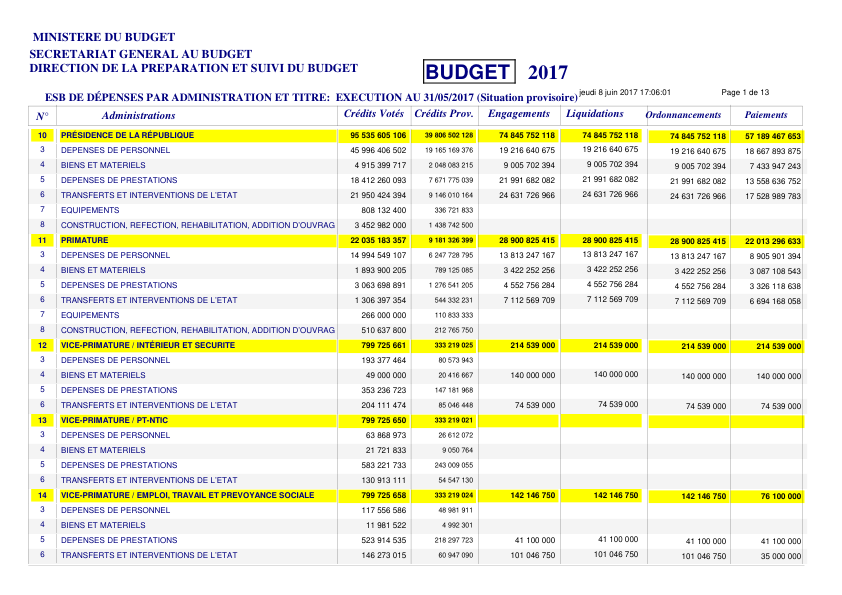 MINISTERE DU BUDGET
SECRETARIAT GENERAL AU BUDGET
DIRECTION DE LA PREPARATION ET SUIVI DU BUDGET
BUDGET 2017
ESB DE DÉPENSES PAR ADMINISTRATION ET TITRE: EXECUTION AU 31/05/2017 (Situation provisoire) jeudi 8 juin 2017 17:06:01 Page 1 de 13
N° Administrations Crédits Votés Crédits Prov. Engagements Liquidations Ordonnancements Paiements
10 PRÉSIDENCE DE LA RÉPUBLIQUE 95 535 605 106 39 806 502 128 74 845 752 118 74 845 752 118 74 845 752 118 57 189 467 653
3 DEPENSES DE PERSONNEL 45 996 406 502 19 165 169 376 19 216 640 675 19 216 640 675 19 216 640 675 18 667 893 875
4 BIENS ET MATERIELS 4 915 399 717 2 048 083 215 9 005 702 394 9 005 702 394 9 005 702 394 7 433 947 243
5 DEPENSES DE PRESTATIONS 18 412 260 093 7 671 775 039 21 991 682 082 21 991 682 082 21 991 682 082 13 558 636 752
6 TRANSFERTS ET INTERVENTIONS DE L'ETAT 21 950 424 394 9 146 010 164 24 631 726 966 24 631 726 966 24 631 726 966 17 528 989 783
7 EQUIPEMENTS 808 132 400 336 721 833
8 CONSTRUCTION, REFECTION, REHABILITATION, ADDITION D'OUVRAG 3 452 982 000 1 438 742 500
11 PRIMATURE 22 035 183 357 9 181 326 399 28 900 825 415 28 900 825 415 28 900 825 415 22 013 296 633
3 DEPENSES DE PERSONNEL 14 994 549 107 6 247 728 795 13 813 247 167 13 813 247 167 13 813 247 167 8 905 901 394
4 BIENS ET MATERIELS 1 893 900 205 789 125 085 3 422 252 256 3 422 252 256 3 422 252 256 3 087 108 543
5 DEPENSES DE PRESTATIONS 3 063 698 891 1 276 541 205 4 552 756 284 4 552 756 284 4 552 756 284 3 326 118 638
6 TRANSFERTS ET INTERVENTIONS DE L'ETAT 1 306 397 354 544 332 231 7 112 569 709 7 112 569 709 7 112 569 709 6 694 168 058
7 EQUIPEMENTS 266 000 000 110 833 333
8 CONSTRUCTION, REFECTION, REHABILITATION, ADDITION D'OUVRAG 510 637 800 212 765 750
12 VICE-PRIMATURE / INTÉRIEUR ET SECURITE 799 725 661 333 219 025 214 539 000 214 539 000 214 539 000 214 539 000
3 DEPENSES DE PERSONNEL 193 377 464 80 573 943
4 BIENS ET MATERIELS 49 000 000 20 416 667 140 000 000 140 000 000 140 000 000 140 000 000
5 DEPENSES DE PRESTATIONS 353 236 723 147 181 968
6 TRANSFERTS ET INTERVENTIONS DE L'ETAT 204 111 474 85 046 448 74 539 000 74 539 000 74 539 000 74 539 000
13 VICE-PRIMATURE / PT-NTIC 799 725 650 333 219 021
3 DEPENSES DE PERSONNEL 63 868 973 26 612 072
4 BIENS ET MATERIELS 21 721 833 9 050 764
5 DEPENSES DE PRESTATIONS 583 221 733 243 009 055
6 TRANSFERTS ET INTERVENTIONS DE L'ETAT 130 913 111 54 547 130
14 VICE-PRIMATURE / EMPLOI, TRAVAIL ET PREVOYANCE SOCIALE 799 725 658 333 219 024 142 146 750 142 146 750 142 146 750 76 100 000
3 DEPENSES DE PERSONNEL 117 556 586 48 981 911
4 BIENS ET MATERIELS 11 981 522 4 992 301
5 DEPENSES DE PRESTATIONS 523 914 535 218 297 723 41 100 000 41 100 000 41 100 000 41 100 000
6 TRANSFERTS ET INTERVENTIONS DE L'ETAT 146 273 015 60 947 090 101 046 750 101 046 750 101 046 750 35 000 000